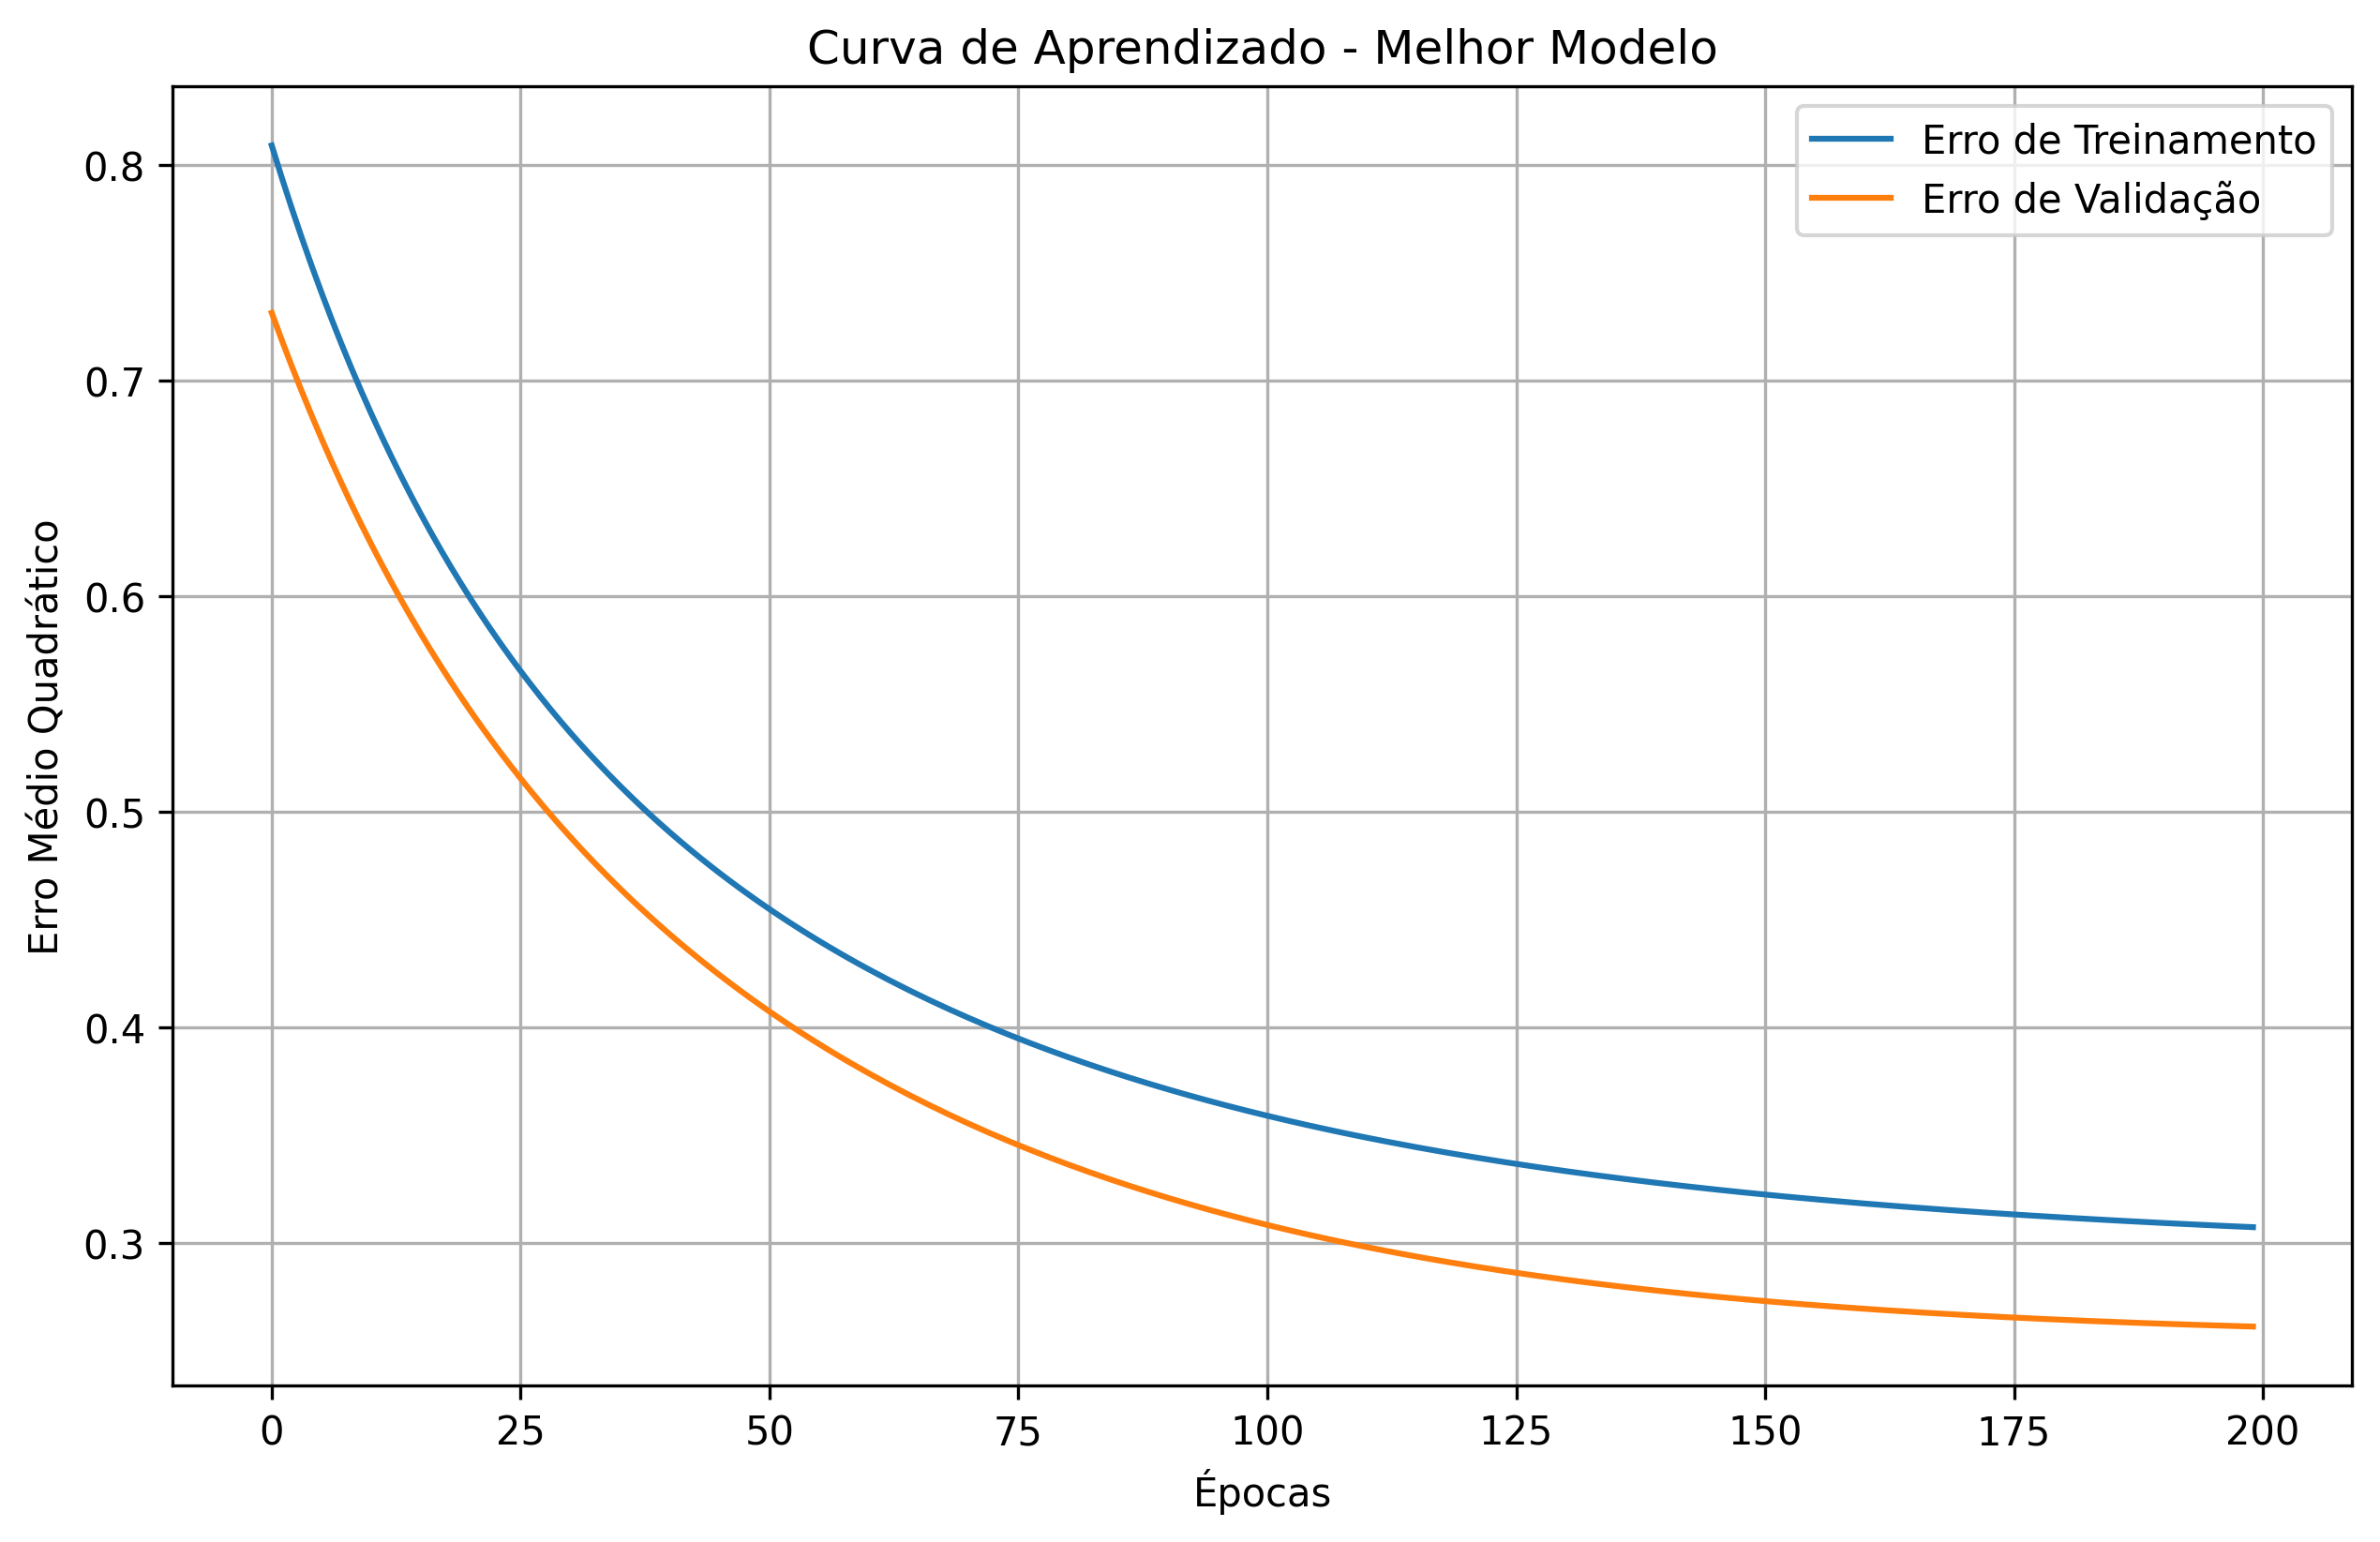 Curva de Aprendizado - Melhor Modelo
Erro de Treinamento
Erro de Validação
Erro Médio Quadrático
0.8
0.7
0.6
0.5
0.4
0.3
0 25 50 75 100 125 150 175 200
Épocas